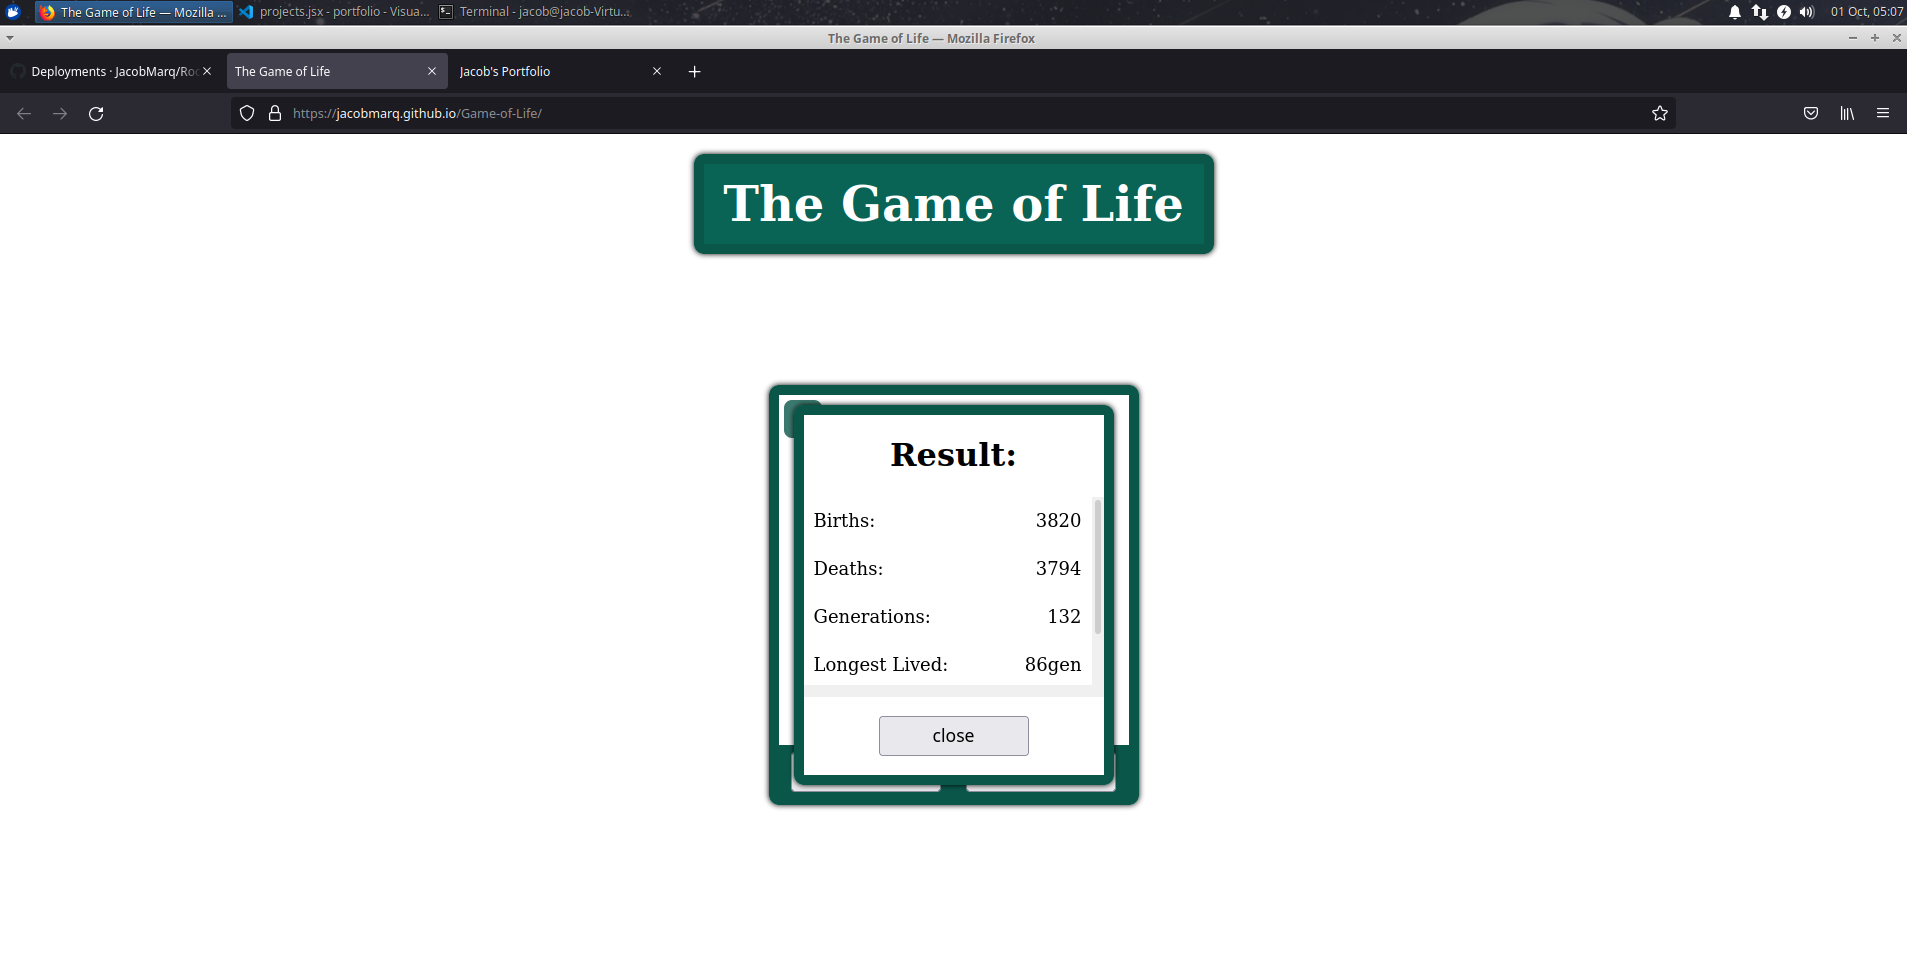 The Game of Life — Mozilla ... projects.jsx - portfolio - Visua... Terminal - jacob@jacob-Virtu... 01 Oct, 05:07
The Game of Life — Mozilla Firefox
Deployments · JacobMarq/Roc The Game of Life Jacob's Portfolio
https://jacobmarq.github.io/Game-of-Life/
The Game of Life
Result:
Births: 3820
Deaths: 3794
Generations: 132
Longest Lived: 86gen
close